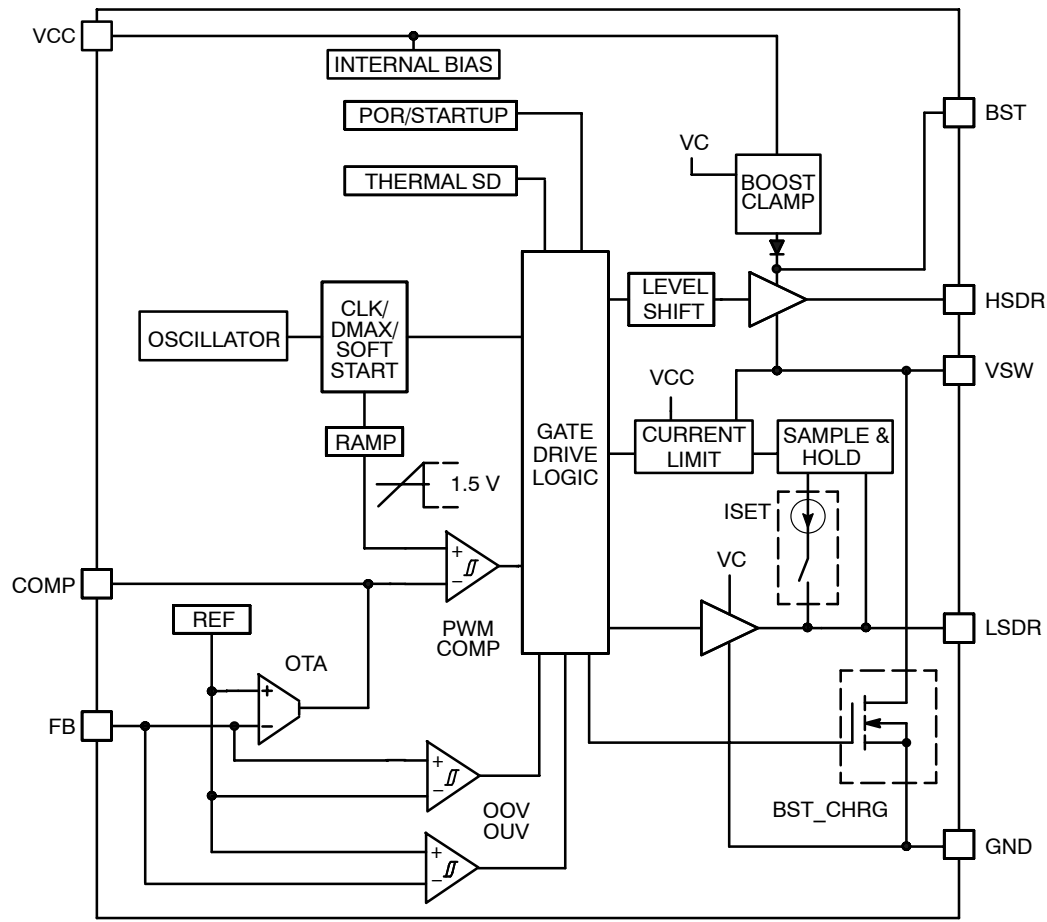 VCC
INTERNAL BIAS
POR/STARTUP
BST
VC
THERMAL SD
BOOST
CLAMP
LEVEL
SHIFT
HSDR
CLK/
DMAX/
SOFT
START
OSCILLATOR
VSW
VCC
RAMP
GATE
DRIVE
LOGIC
CURRENT
LIMIT
SAMPLE &
HOLD
1.5 V
ISET
+
−
COMP
VC
REF
PWM
COMP
LSDR
OTA
+
−
FB
+
−
OOV
OUV
BST_CHRG
GND
+
−